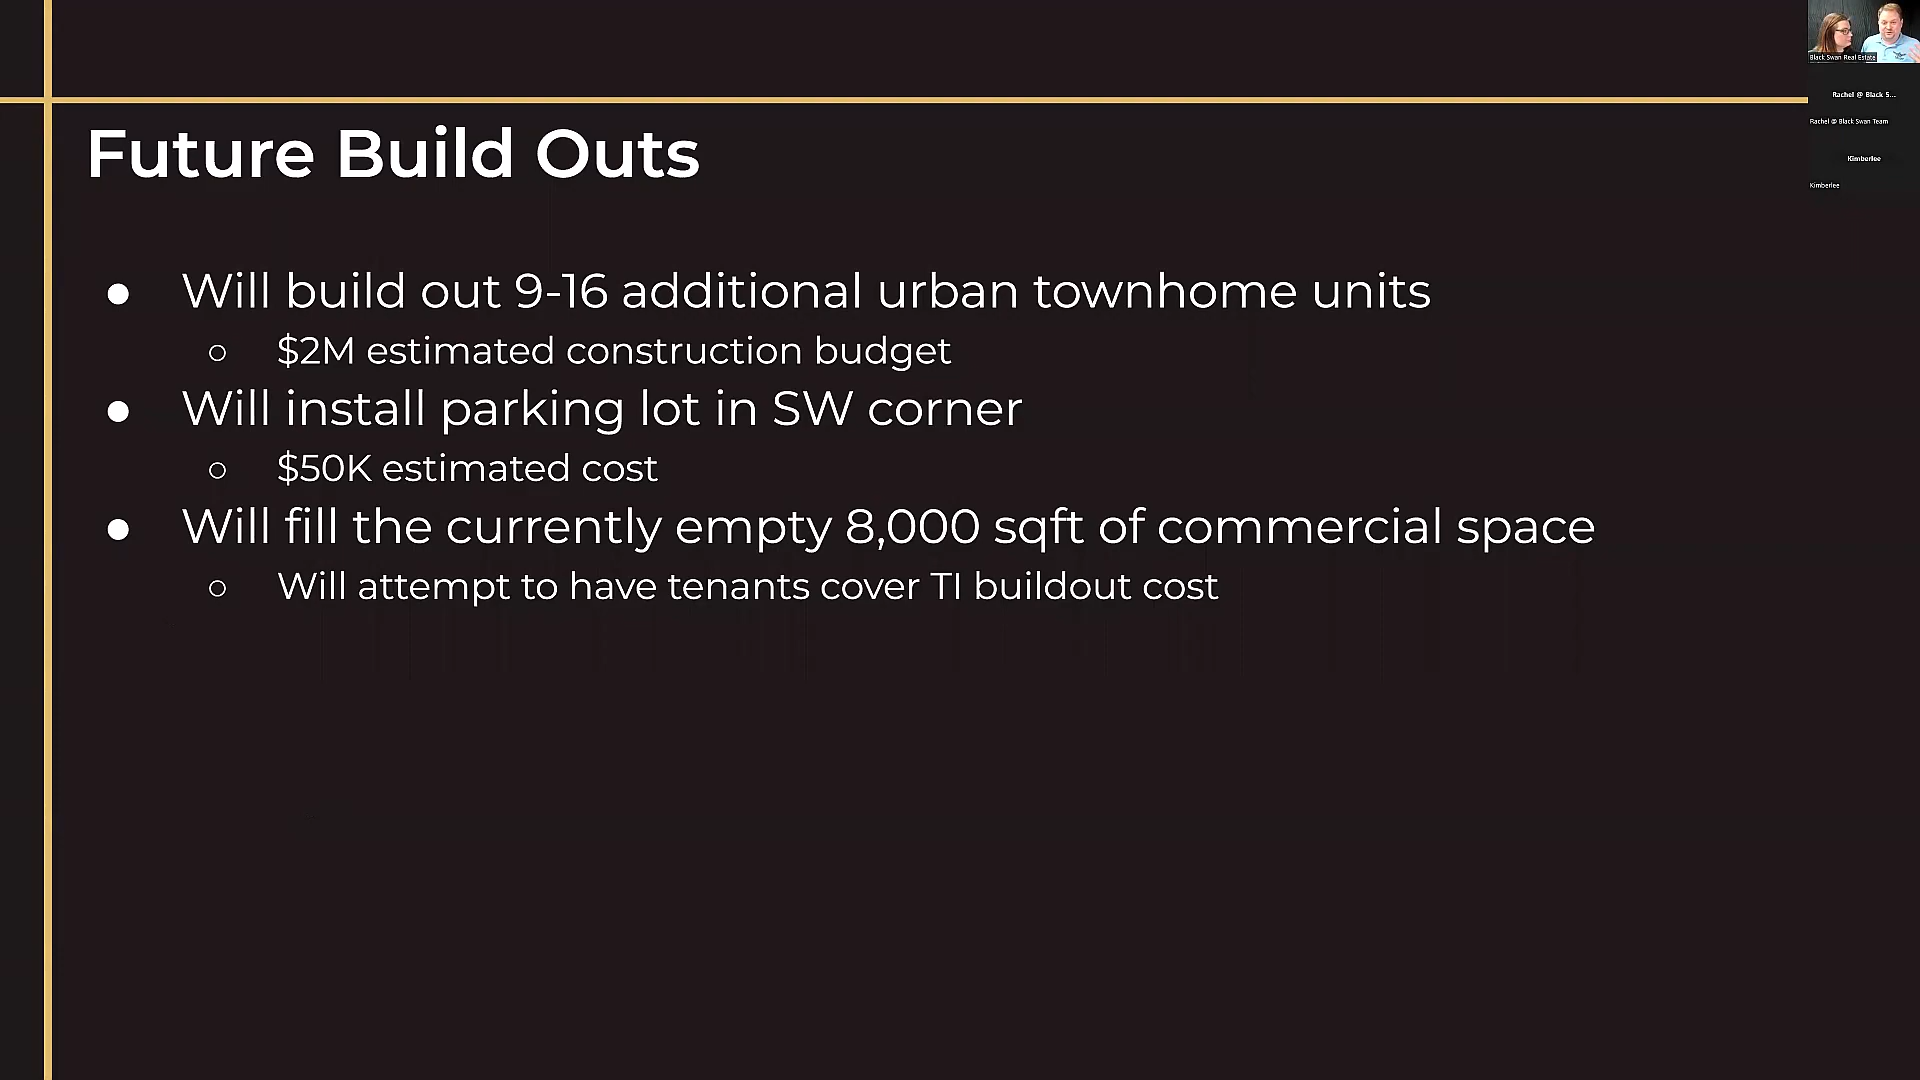 Future Build Outs
● Will build out 9-16 additional urban townhome units
○ $2M estimated construction budget
● Will install parking lot in SW corner
○ $50K estimated cost
● Will fill the currently empty 8,000 sqft of commercial space
○ Will attempt to have tenants cover TI buildout cost
Black Swan Real Estate
Rachel @ Black S...
Rachel @ Black Swan Team
Kimberlee
Kimberlee